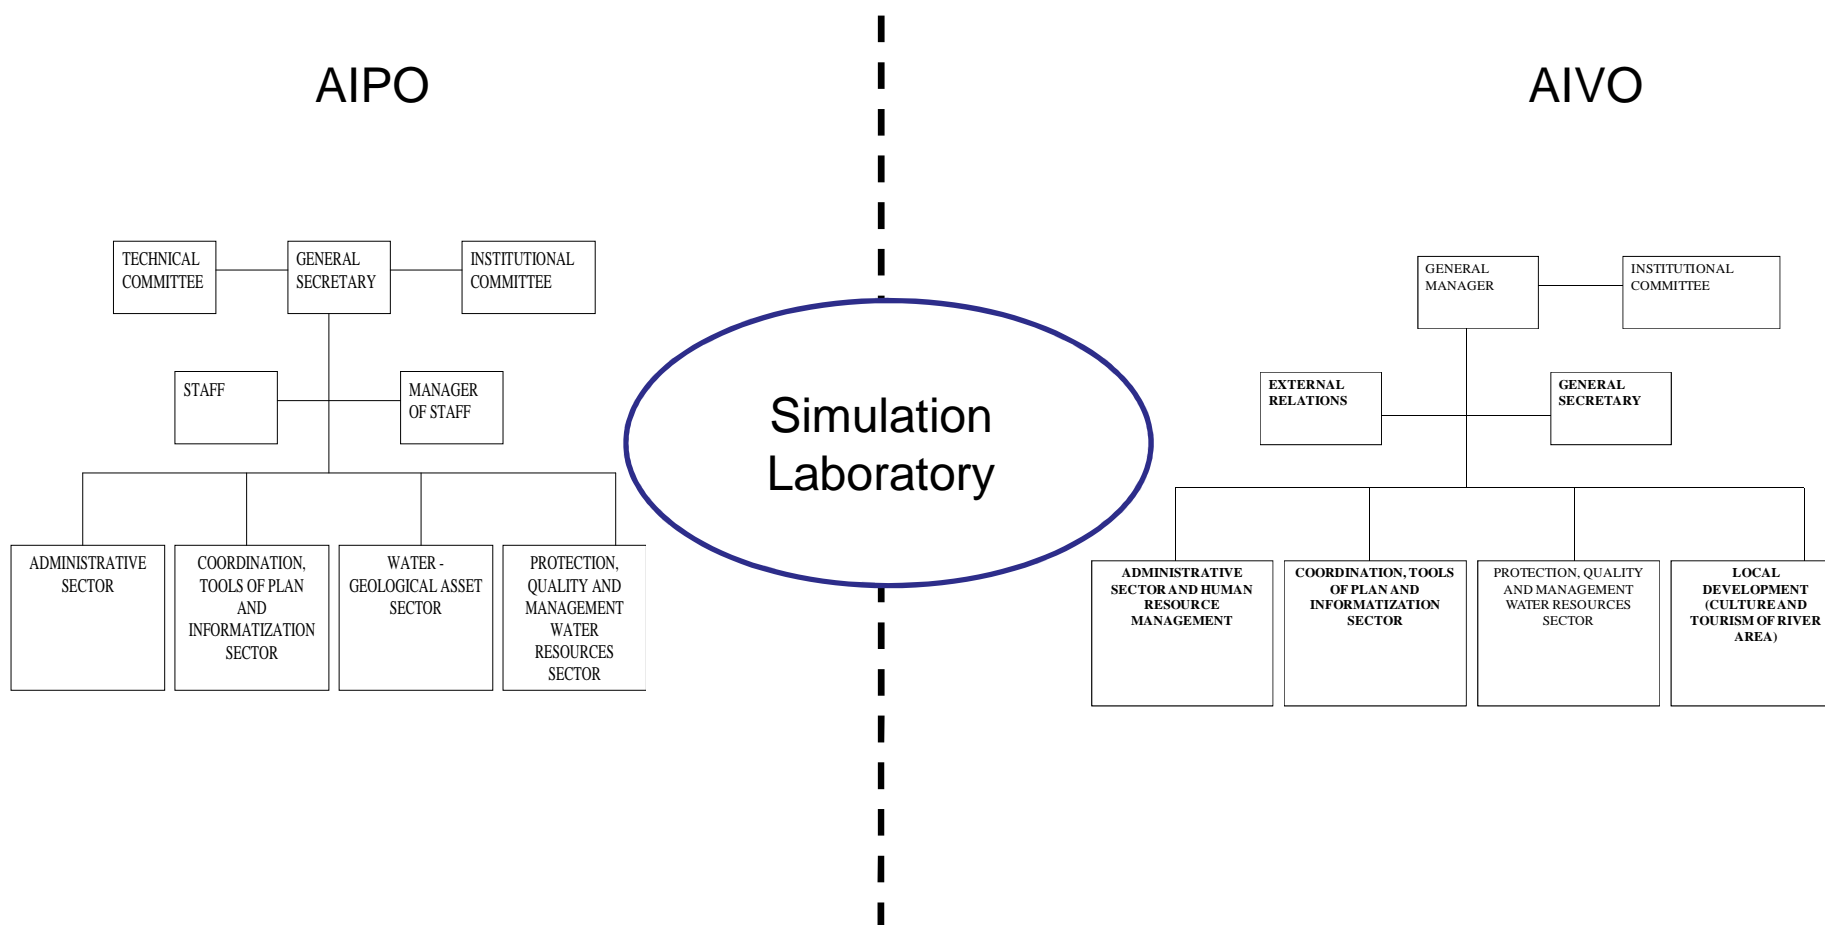 AIPO
AIVO
TECHNICAL
COMMITTEE
GENERAL
SECRETARY
INSTITUTIONAL
COMMITTEE
STAFF
MANAGER
OF STAFF
ADMINISTRATIVE
SECTOR
COORDINATION,
TOOLS OF PLAN
AND
INFORMATIZATION
SECTOR
WATER -
GEOLOGICAL ASSET
SECTOR
PROTECTION,
QUALITY AND
MANAGEMENT
WATER
RESOURCES
SECTOR
Simulation
Laboratory
GENERAL
MANAGER
INSTITUTIONAL
COMMITTEE
EXTERNAL
RELATIONS
GENERAL
SECRETARY
ADMINISTRATIVE
SECTOR AND HUMAN
RESOURCE
MANAGEMENT
COORDINATION, TOOLS
OF PLAN AND
INFORMATIZATION
SECTOR
PROTECTION, QUALITY
AND MANAGEMENT
WATER RESOURCES
SECTOR
LOCAL
DEVELOPMENT
(CULTURE AND
TOURISM OF RIVER
AREA)